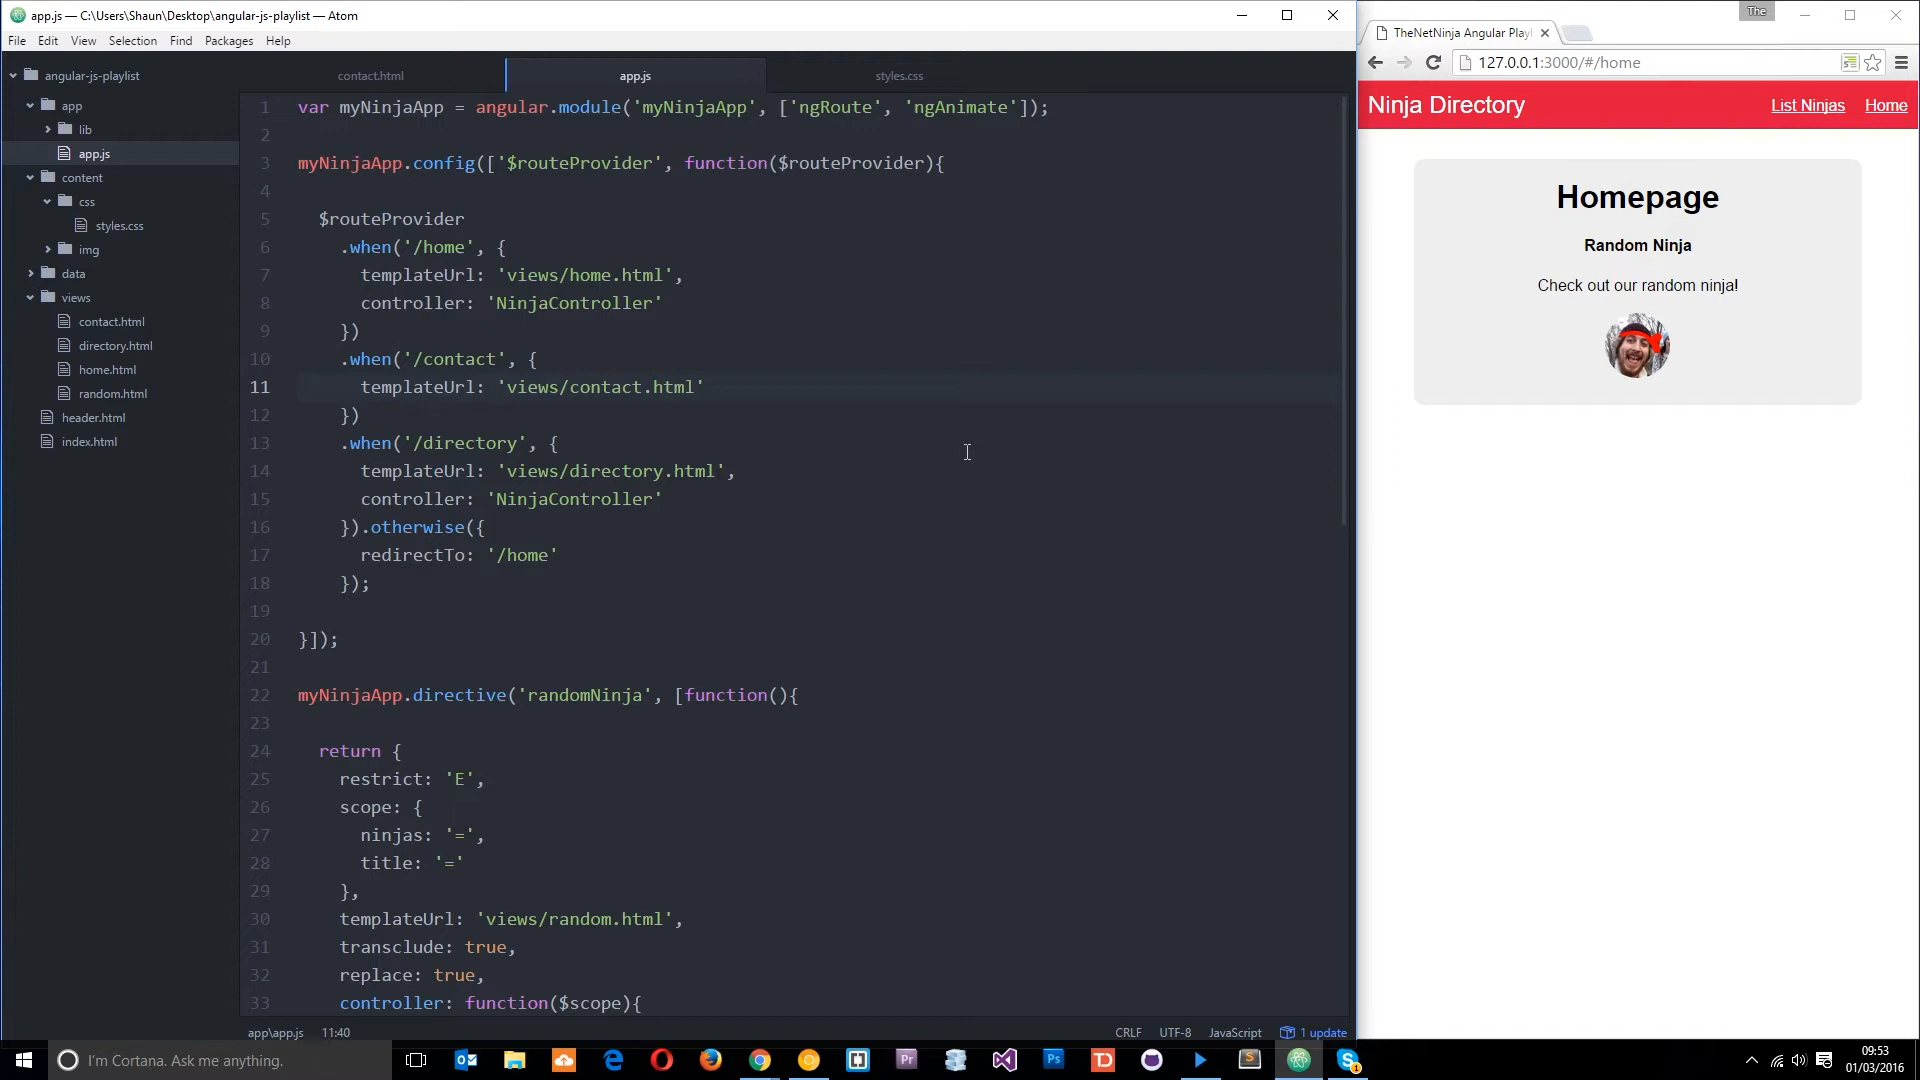 app.js — C:\Users\Shaun\Desktop\angular-js-playlist — Atom
File Edit View Selection Find Packages Help
angular-js-playlist
app
lib
app.js
content
css
styles.css
img
data
views
contact.html
directory.html
home.html
random.html
header.html
index.html
contact.html app.js styles.css
1 var myNinjaApp = angular.module('myNinjaApp', ['ngRoute', 'ngAnimate']);
2
3 myNinjaApp.config(['$routeProvider', function($routeProvider){
4
5 $routeProvider
6 .when('/home', {
7 templateUrl: 'views/home.html',
8 controller: 'NinjaController'
9 })
10 .when('/contact', {
11 templateUrl: 'views/contact.html'
12 })
13 .when('/directory', {
14 templateUrl: 'views/directory.html',
15 controller: 'NinjaController'
16 }).otherwise({
17 redirectTo: '/home'
18 });
19
20 }]);
21
22 myNinjaApp.directive('randomNinja', [function(){
23
24 return {
25 restrict: 'E',
26 scope: {
27 ninjas: '=',
28 title: '='
29 },
30 templateUrl: 'views/random.html',
31 transclude: true,
32 replace: true,
33 controller: function($scope){
app\app.js 11:40 CRLF UTF-8 JavaScript 1 update
The
TheNetNinja Angular Playl
127.0.0.1:3000/#/home
Ninja Directory List Ninjas Home
Homepage
Random Ninja
Check out our random ninja!
I'm Cortana. Ask me anything.
Pr
Ps
TD
S
1
09:53
01/03/2016